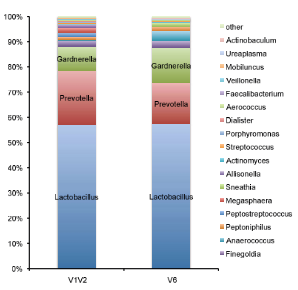 100%
90%
80%
70%
60%
50%
40%
30%
20%
10%
0%
Gardnerella
Prevotella
Lactobacillus
Gardnerella
Prevotella
Lactobacillus
V1V2
V6
other
Actinobaculum
Ureaplasma
Mobiluncus
Veillonella
Faecalibacterium
Aerococcus
Dialister
Porphyromonas
Streptococcus
Actinomyces
Allisonella
Sneathia
Megasphaera
Peptostreptococcus
Peptoniphilus
Anaerococcus
Finegoldia